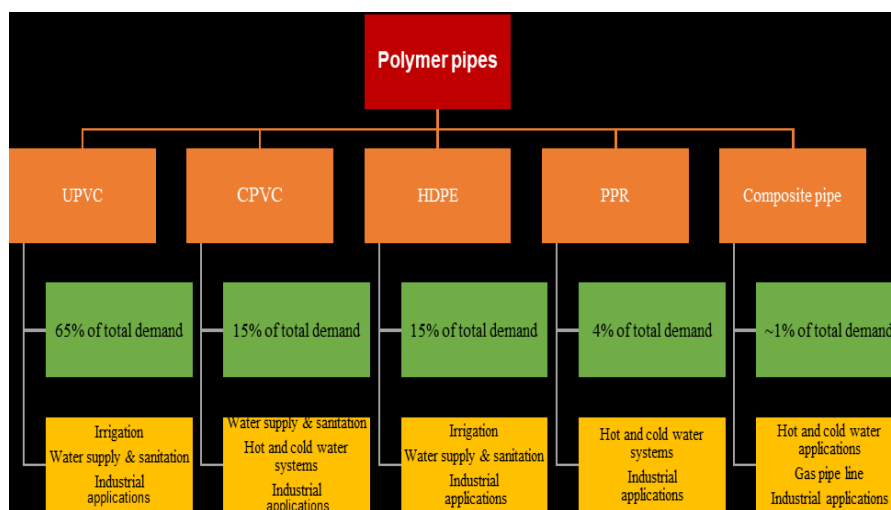 Polymer pipes
UPVC
CPVC
HDPE
PPR
Composite pipe
65% of total demand
15% of total demand
15% of total demand
4% of total demand
~1% of total demand
Irrigation
Water supply & sanitation
Industrial
applications
Water supply & sanitation
Hot and cold water
systems
Industrial
applications
Irrigation
Water supply & sanitation
Industrial
applications
Hot and cold water
systems
Industrial
applications
Hot and cold water
applications
Gas pipe line
Industrial applications